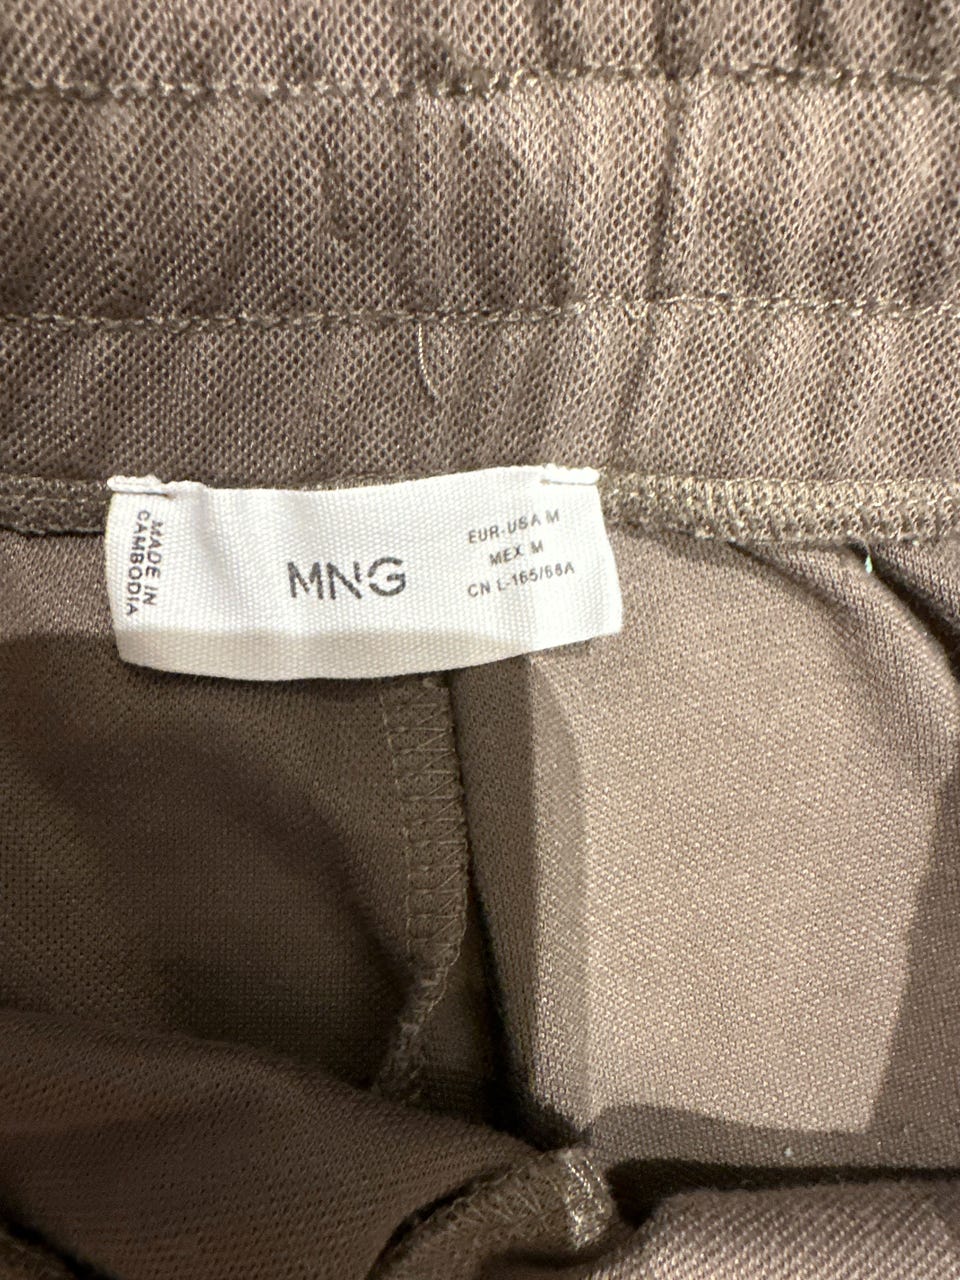 MADE IN
CAMBODIA
MNG
EUR-USA M
MEX M
CN L-165/68A